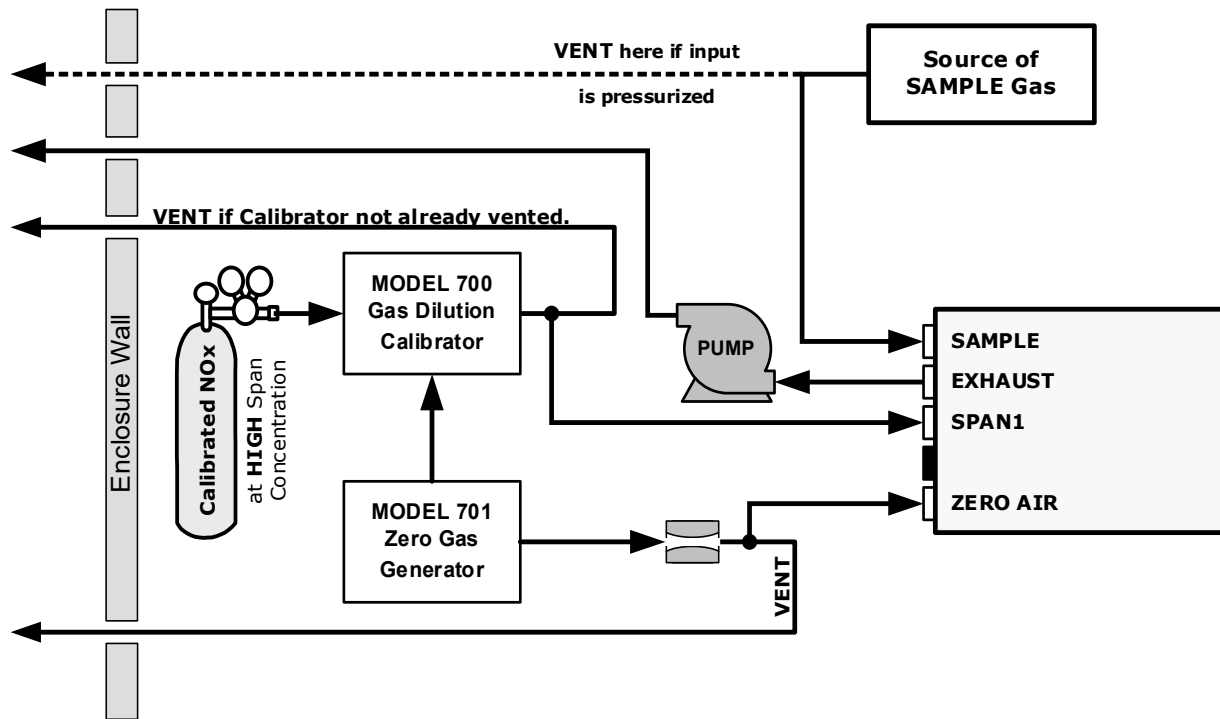 VENT here if input
is pressurized
Source of
SAMPLE Gas
VENT if Calibrator not already vented.
Enclosure Wall
Calibrated NOx
at HIGH Span
Concentration
MODEL 700
Gas Dilution
Calibrator
PUMP
SAMPLE
EXHAUST
SPAN1
ZERO AIR
MODEL 701
Zero Gas
Generator
VENT